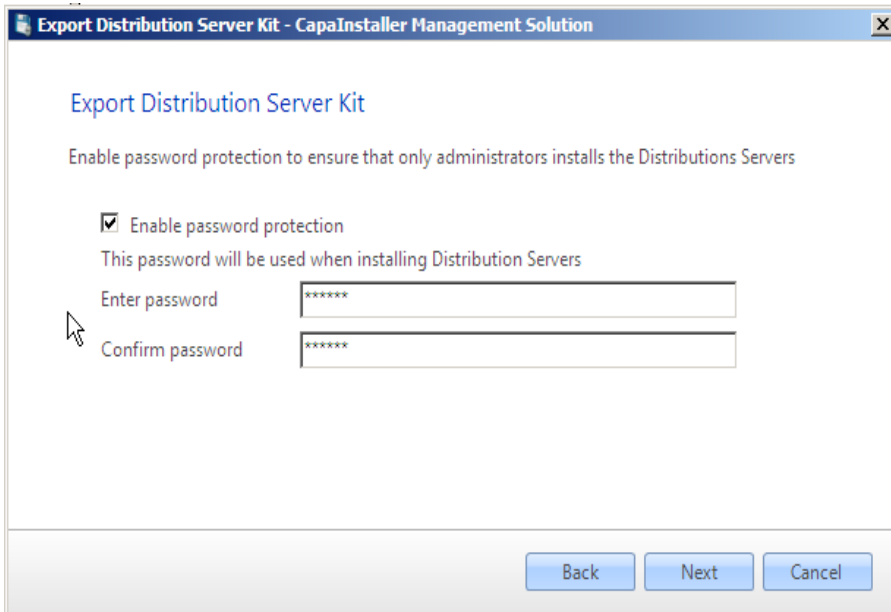 Export Distribution Server Kit - CapaInstaller Management Solution
Export Distribution Server Kit
Enable password protection to ensure that only administrators installs the Distributions Servers
Enable password protection
This password will be used when installing Distribution Servers
Enter password ******
Confirm password ******
Back Next Cancel